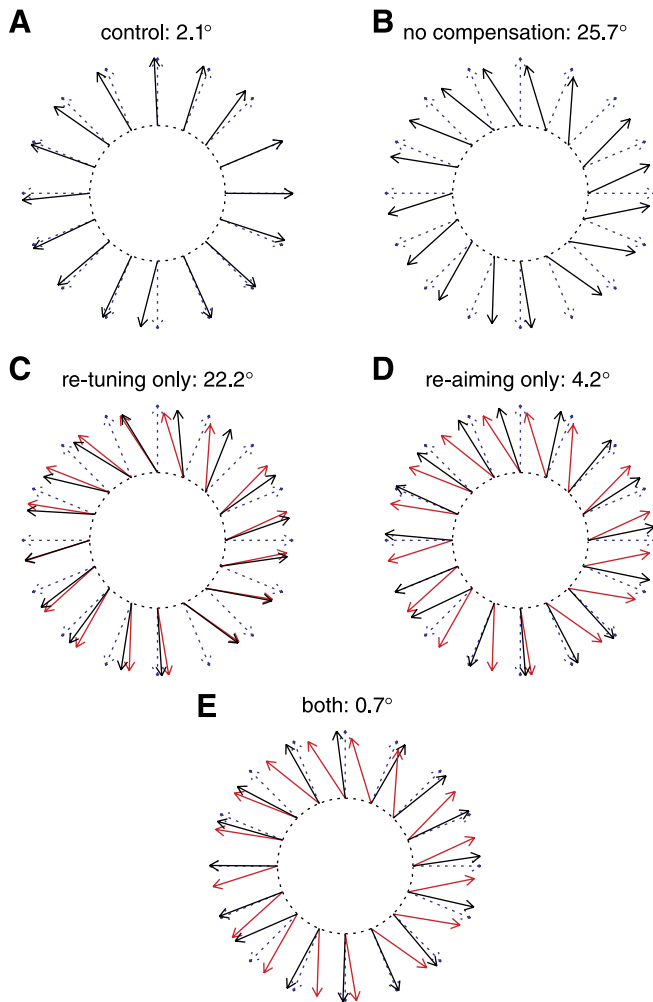 A
control: 2.1°
B
no compensation: 25.7°
C
re-tuning only: 22.2°
D
re-aiming only: 4.2°
E
both: 0.7°